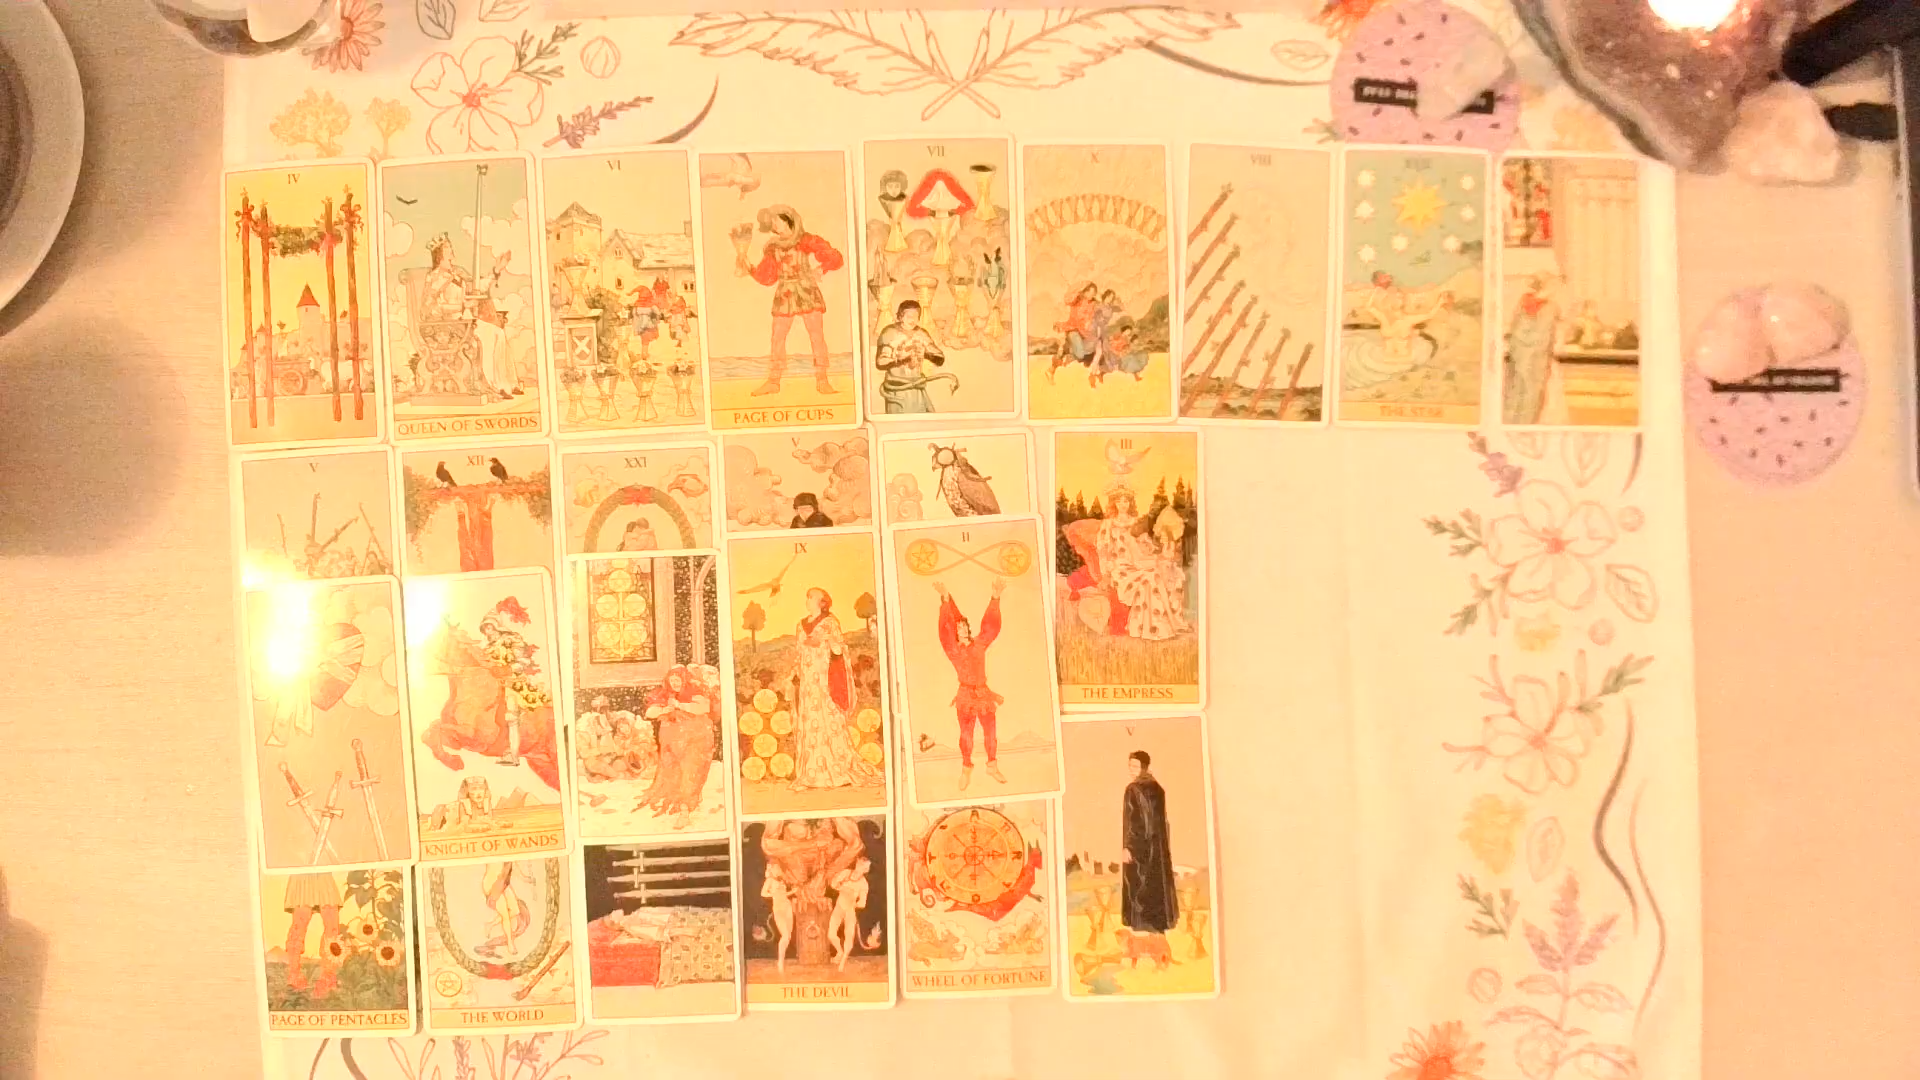 IV
VI
VII
X
VIII
XVII
QUEEN OF SWORDS
PAGE OF CUPS
THE STAR
V
XII
XXI
V
III
IX
II
THE EMPRESS
V
KNIGHT OF WANDS
PAGE OF PENTACLES
THE WORLD
THE DEVIL
WHEEL OF FORTUNE